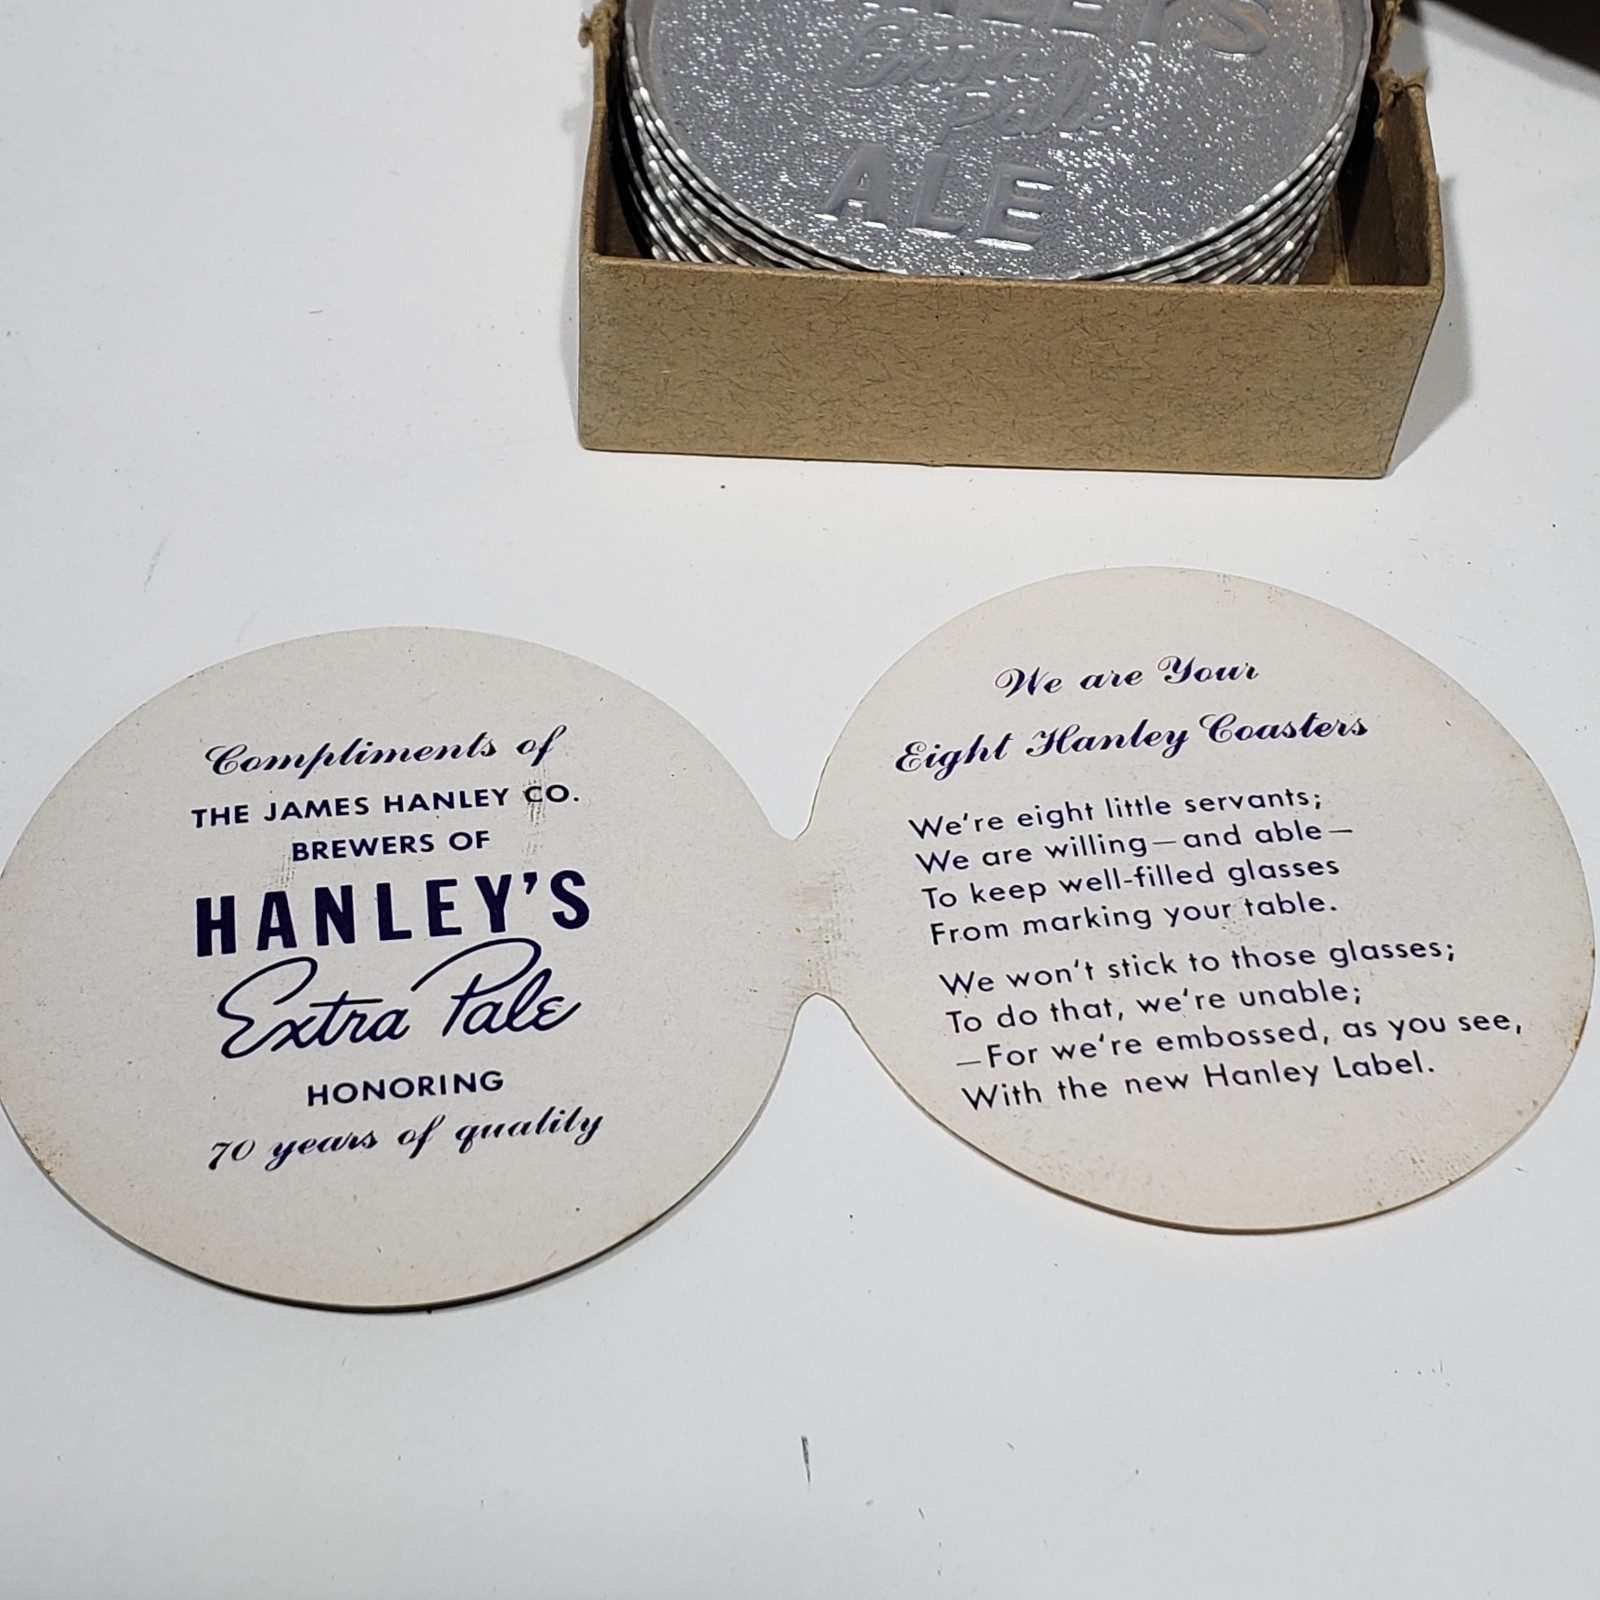 Extra
Pale
ALE
Compliments of
THE JAMES HANLEY CO.
BREWERS OF
HANLEY'S
Extra Pale
HONORING
70 years of quality
We are Your
Eight Hanley Coasters
We're eight little servants;
We are willing—and able—
To keep well-filled glasses
From marking your table.
We won't stick to those glasses;
To do that, we're unable;
—For we're embossed, as you see,
With the new Hanley Label.